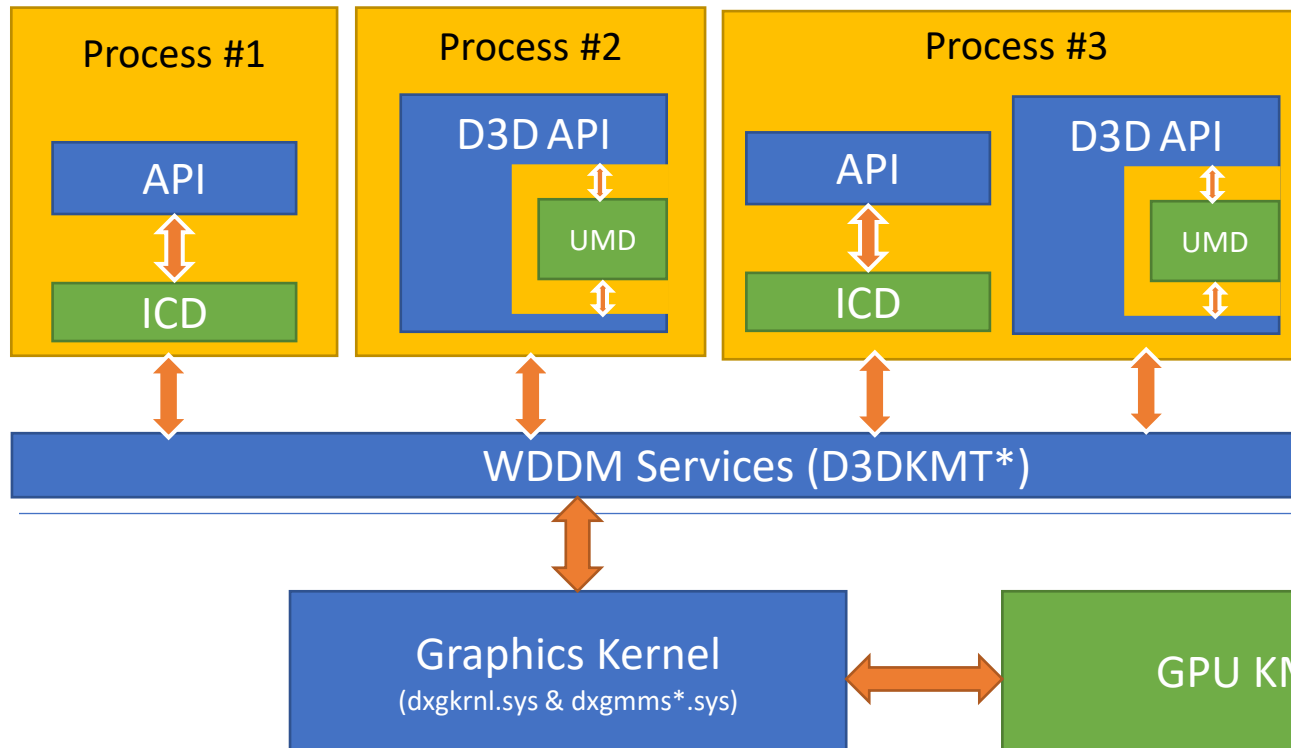 Process #1
Process #2
Process #3
D3D API
D3D API
API
API
UMD
UMD
ICD
ICD
WDDM Services (D3DKMT*)
Graphics Kernel
(dxgkrnl.sys & dxgmms*.sys)
GPU